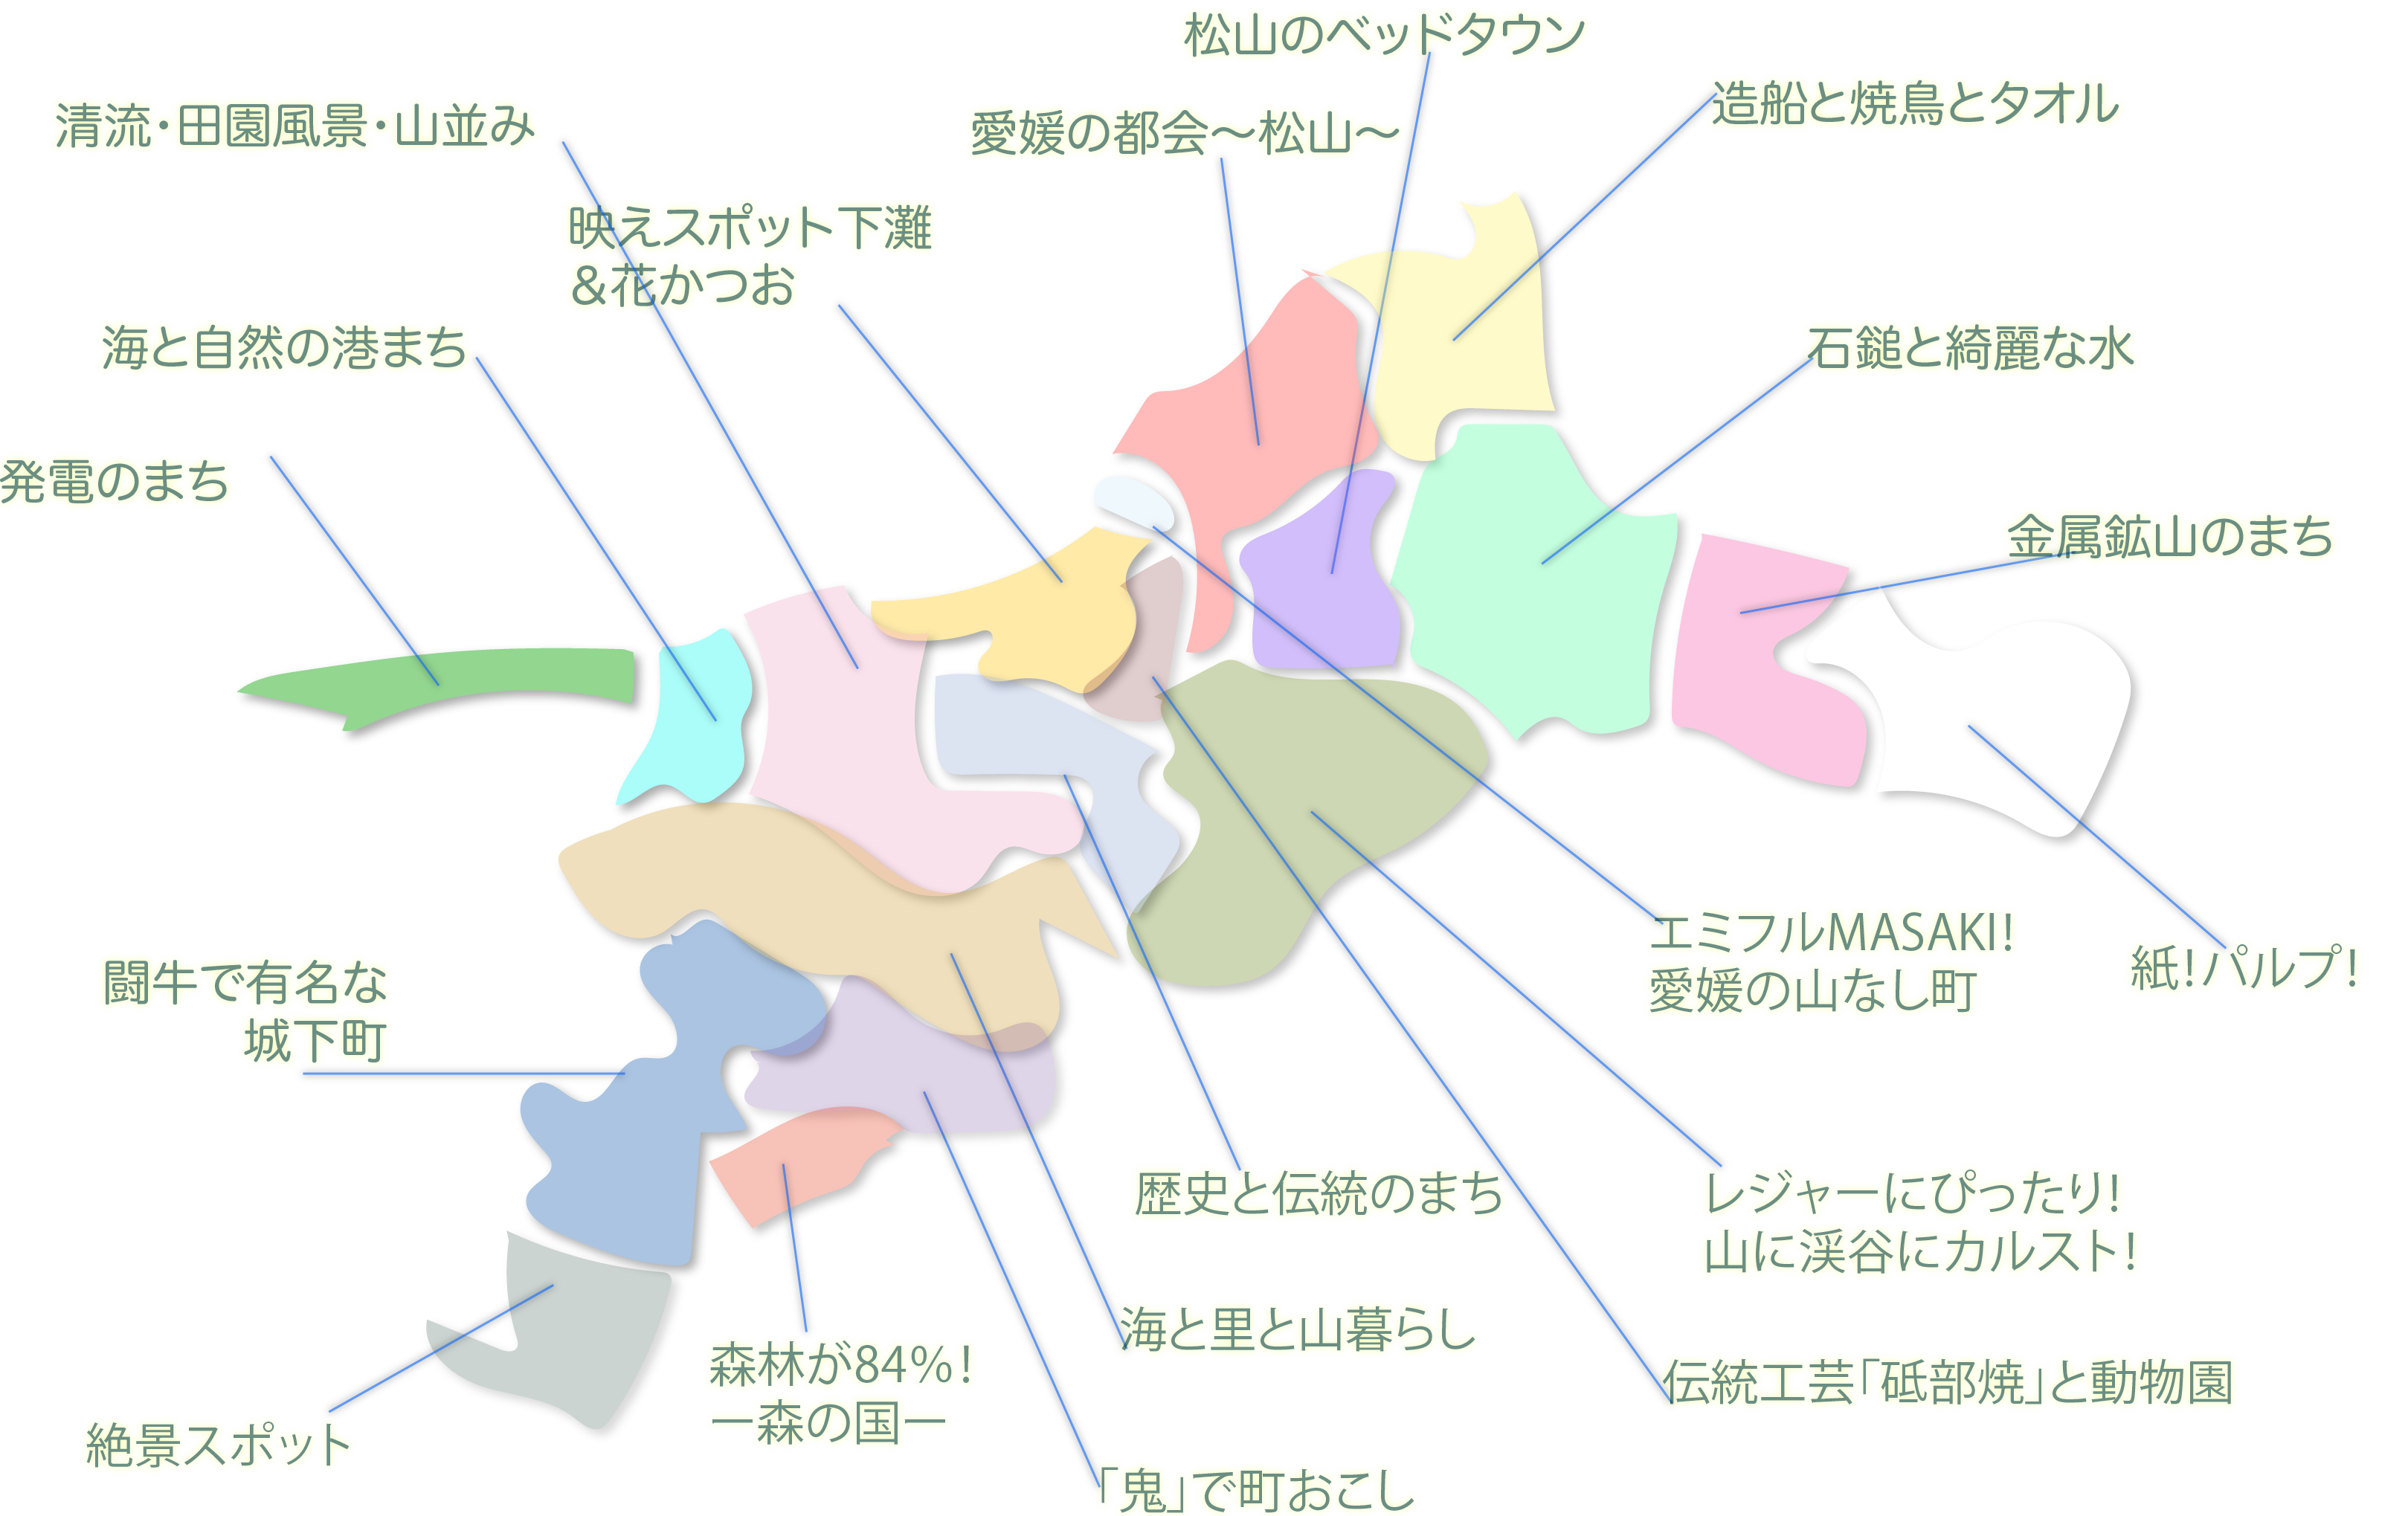 松山のベッドタウン
造船と焼鳥とタオル
清流・田園風景・山並み
愛媛の都会～松山～
映えスポット下灘
＆花かつお
海と自然の港まち
石鎚と綺麗な水
発電のまち
金属鉱山のまち
エミフルMASAKI！
愛媛の山なし町
紙！パルプ！
闘牛で有名な
城下町
歴史と伝統のまち
レジャーにぴったり！
山に渓谷にカルスト！
海と里と山暮らし
森林が84％！
ー森の国ー
伝統工芸「砥部焼」と動物園
絶景スポット
「鬼」で町おこし